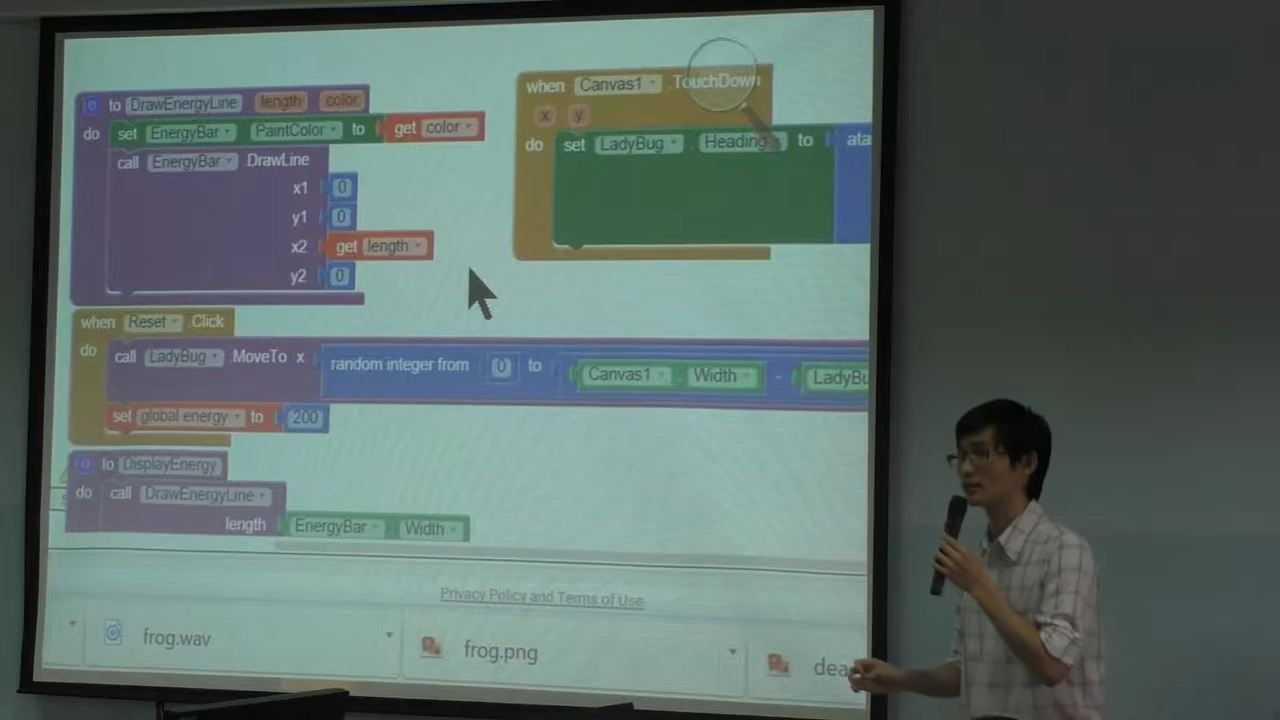 to DrawEnergyLine length color
do set EnergyBar PaintColor to get color
call EnergyBar .DrawLine
x1 0
y1 0
x2 get length
y2 0
when Canvas1 .TouchDown
x y
do set LadyBug . Heading to ata
when Reset .Click
do call LadyBug .MoveTo x random integer from 0 to Canvas1 . Width - LadyBu
set global energy to 200
to DisplayEnergy
do call DrawEnergyLine
length EnergyBar . Width
Privacy Policy and Terms of Use
frog.wav
frog.png
dea